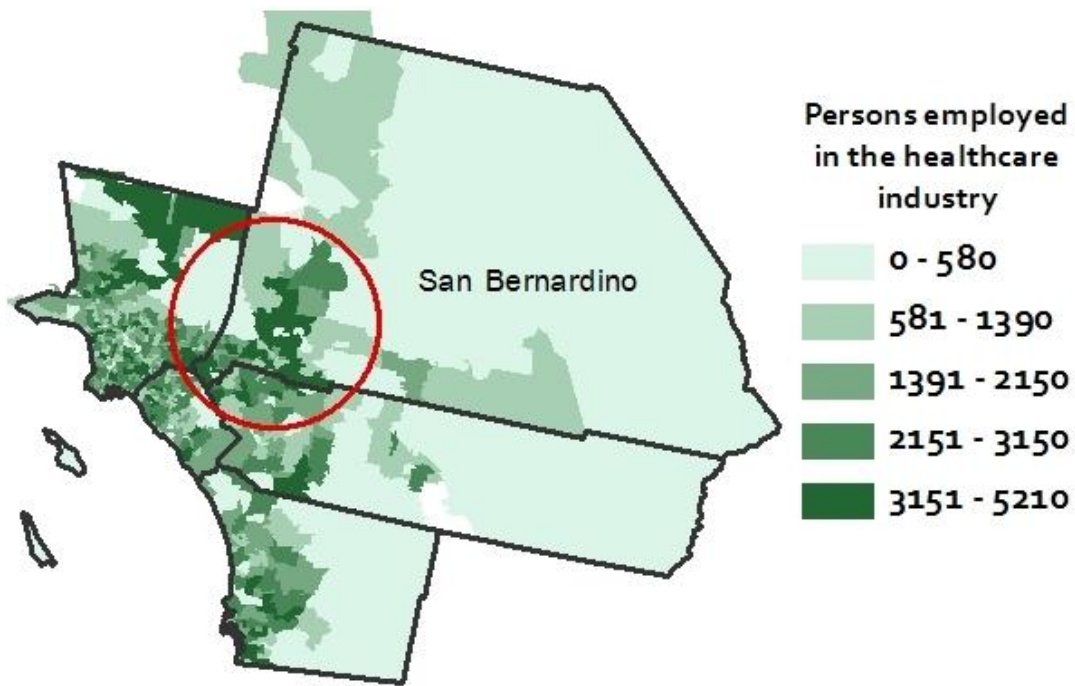 Persons employed
in the healthcare
industry
San Bernardino
0 - 580
581 - 1390
1391 - 2150
2151 - 3150
3151 - 5210